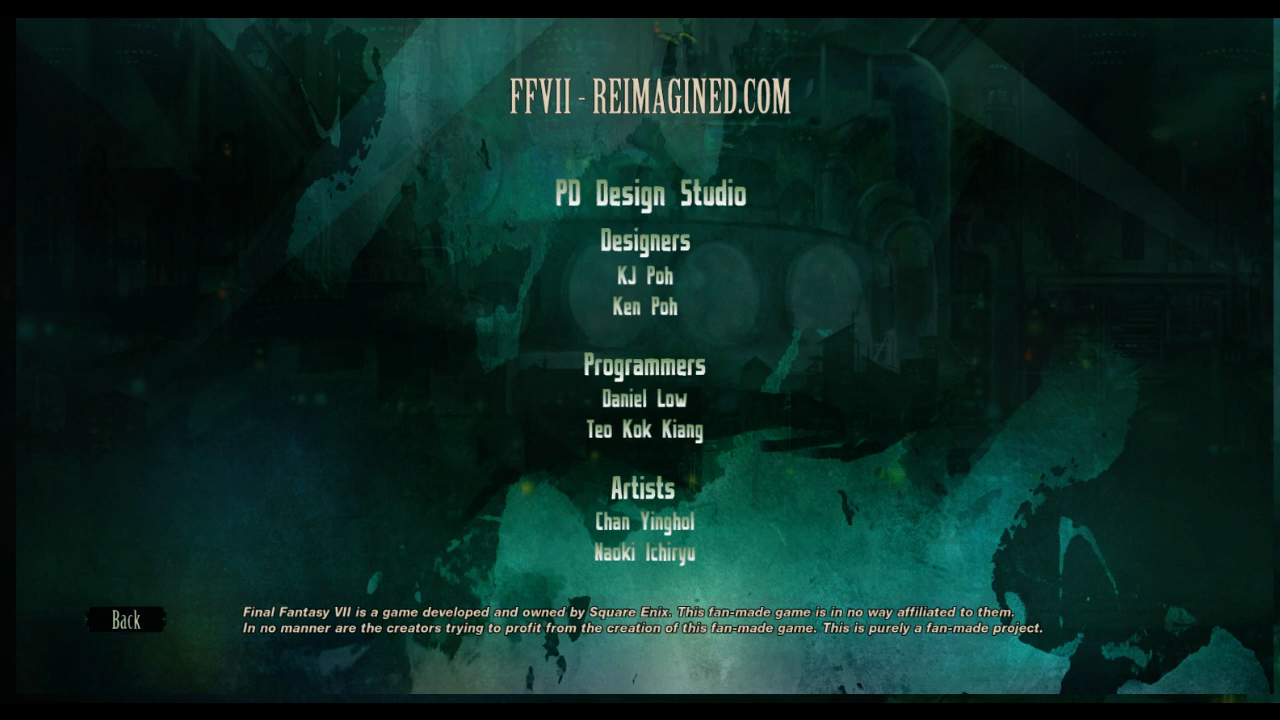 FFVII - REIMAGINED.COM
PD Design Studio
Designers
KJ Poh
Ken Poh
Programmers
Daniel Low
Teo Kok Kiang
Artists
Chan Yinghol
Naoki Ichiryu
Final Fantasy VII is a game developed and owned by Square Enix. This fan-made game is in no way affiliated to them.
In no manner are the creators trying to profit from the creation of this fan-made game. This is purely a fan-made project.
Back